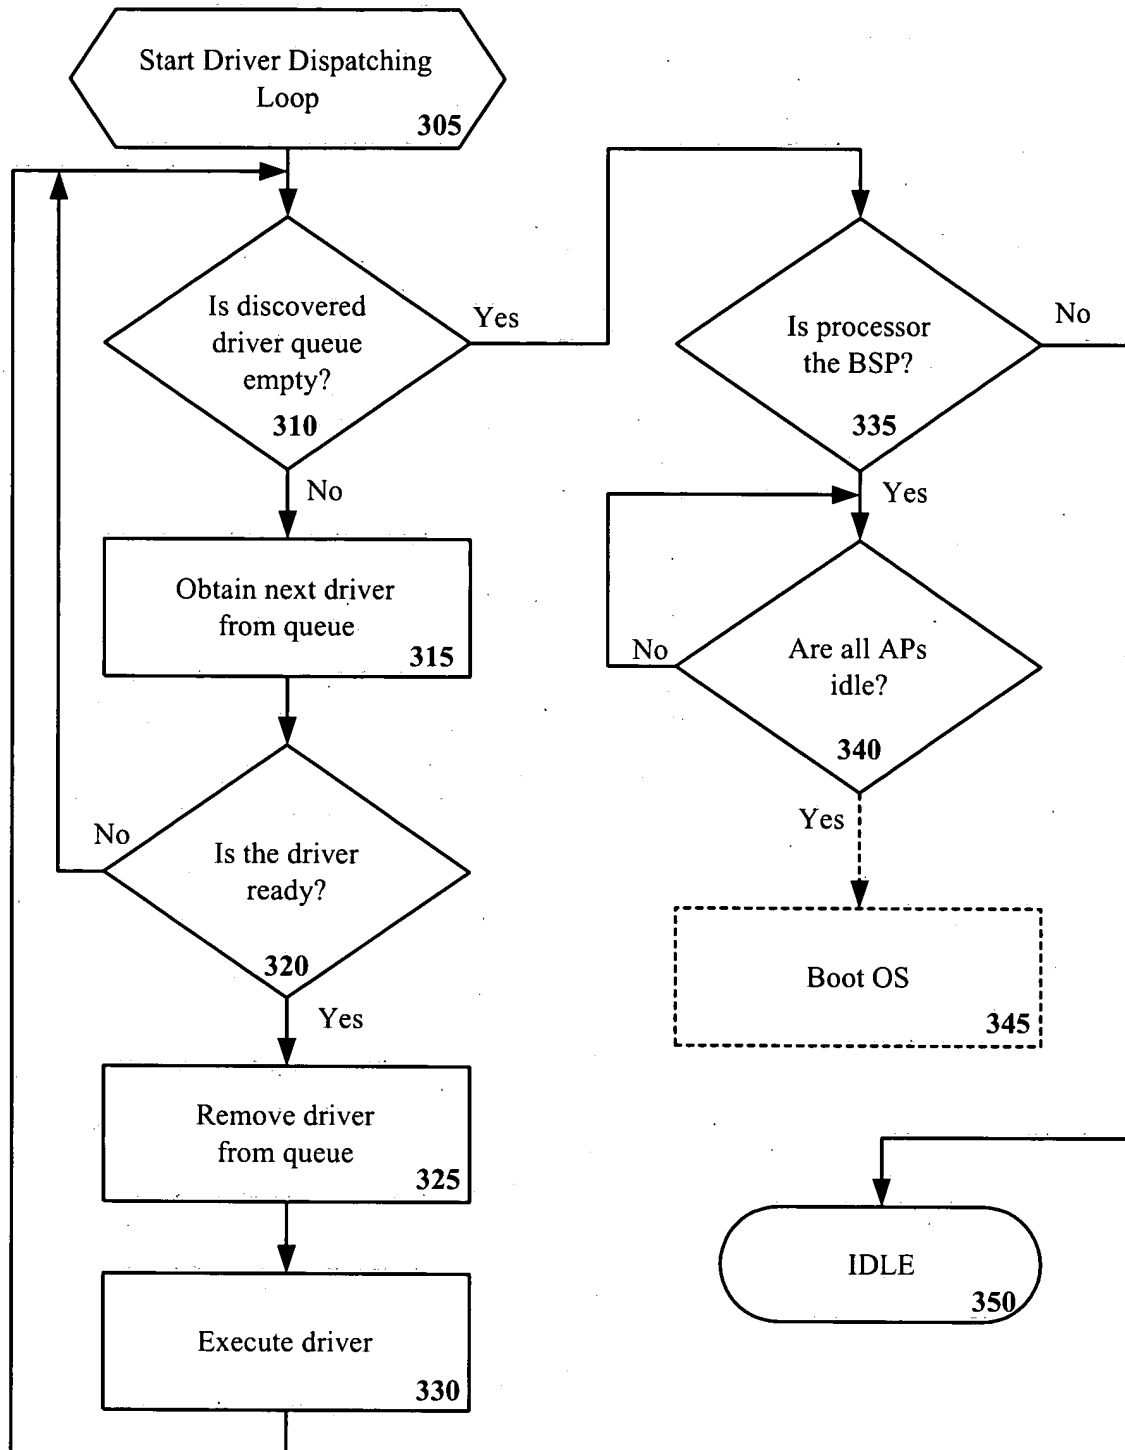 Start Driver Dispatching
Loop
305
Is discovered
driver queue
empty?
310
Yes
No
Obtain next driver
from queue
315
Is the driver
ready?
320
No
Yes
Remove driver
from queue
325
Execute driver
330
Is processor
the BSP?
335
No
Yes
Are all APs
idle?
340
No
Yes
Boot OS
345
IDLE
350